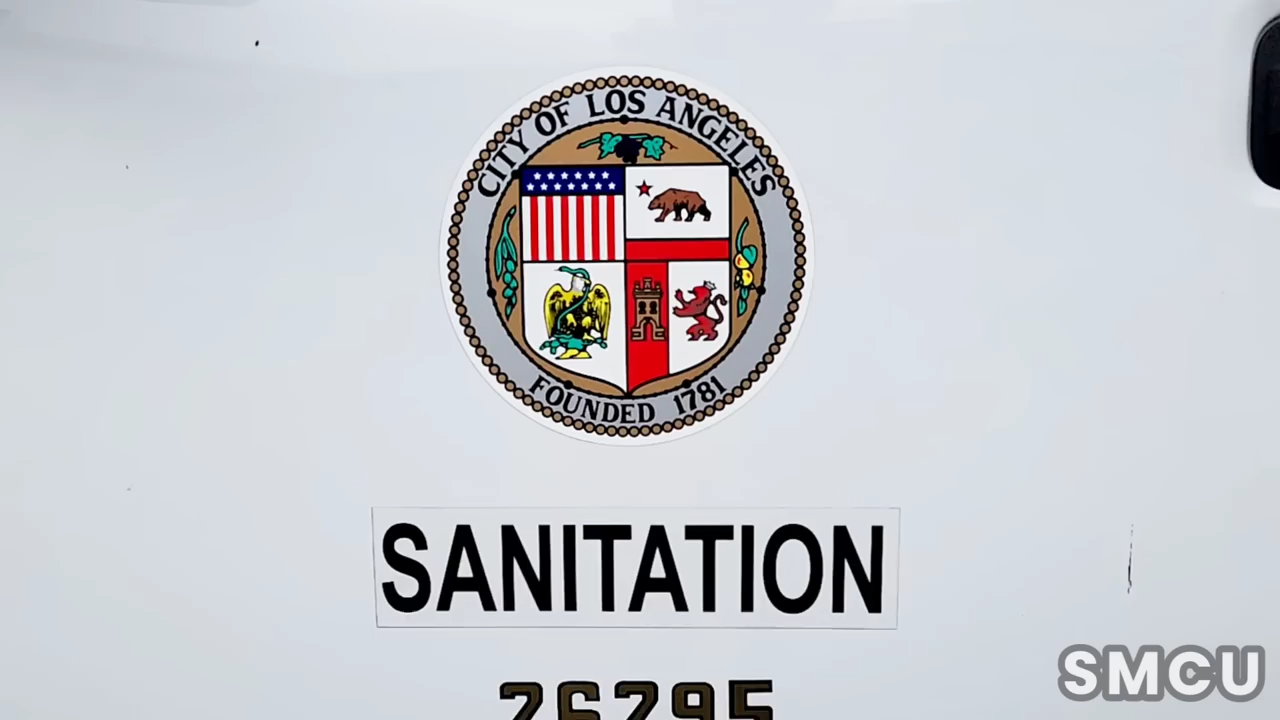 CITY OF LOS ANGELES
FOUNDED 1781
SANITATION
26295
SMCU